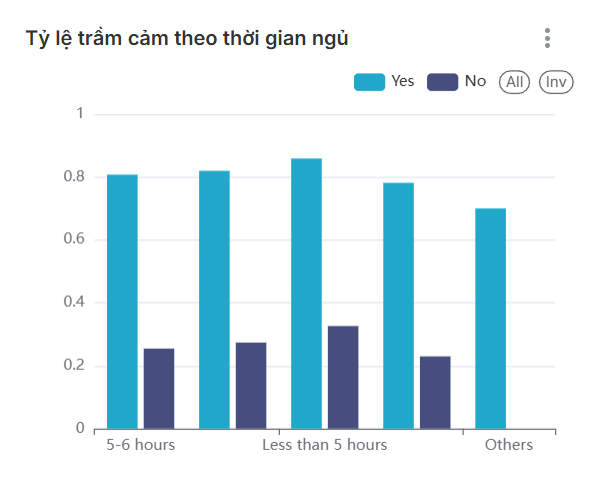 Tỷ lệ trầm cảm theo thời gian ngủ
Yes No All Inv
1
0.8
0.6
0.4
0.2
0
5-6 hours Less than 5 hours Others